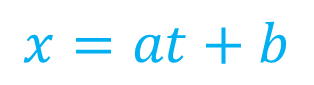 x = at + b